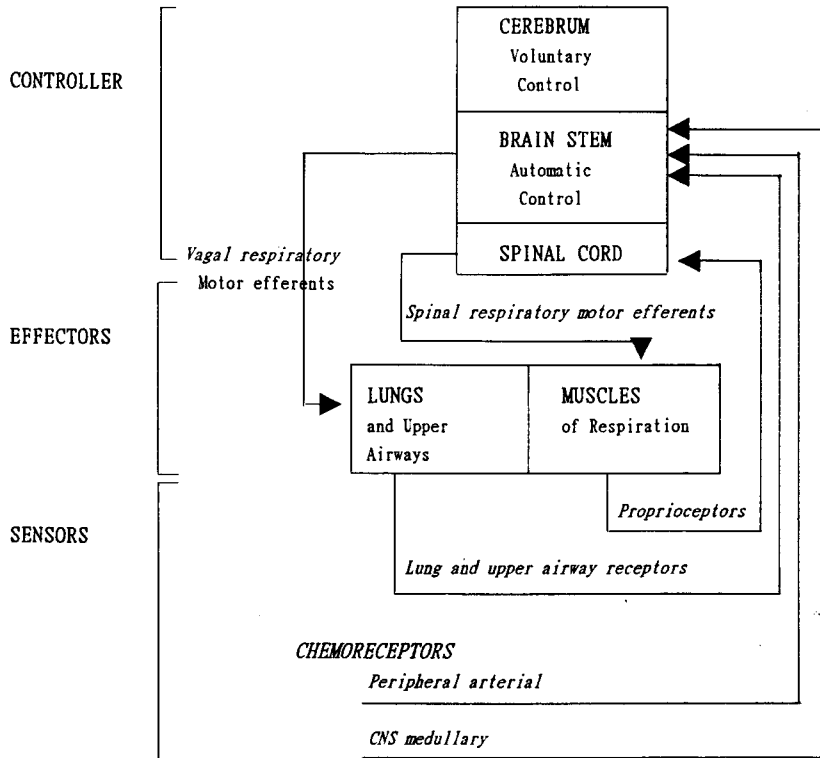 CEREBRUM
Voluntary
Control
CONTROLLER
BRAIN STEM
Automatic
Control
SPINAL CORD
Vagal respiratory
Motor efferents
Spinal respiratory motor efferents
EFFECTORS
LUNGS
and Upper
Airways
MUSCLES
of Respiration
Proprioceptors
SENSORS
Lung and upper airway receptors
CHEMORECEPTORS
Peripheral arterial
CNS medullary